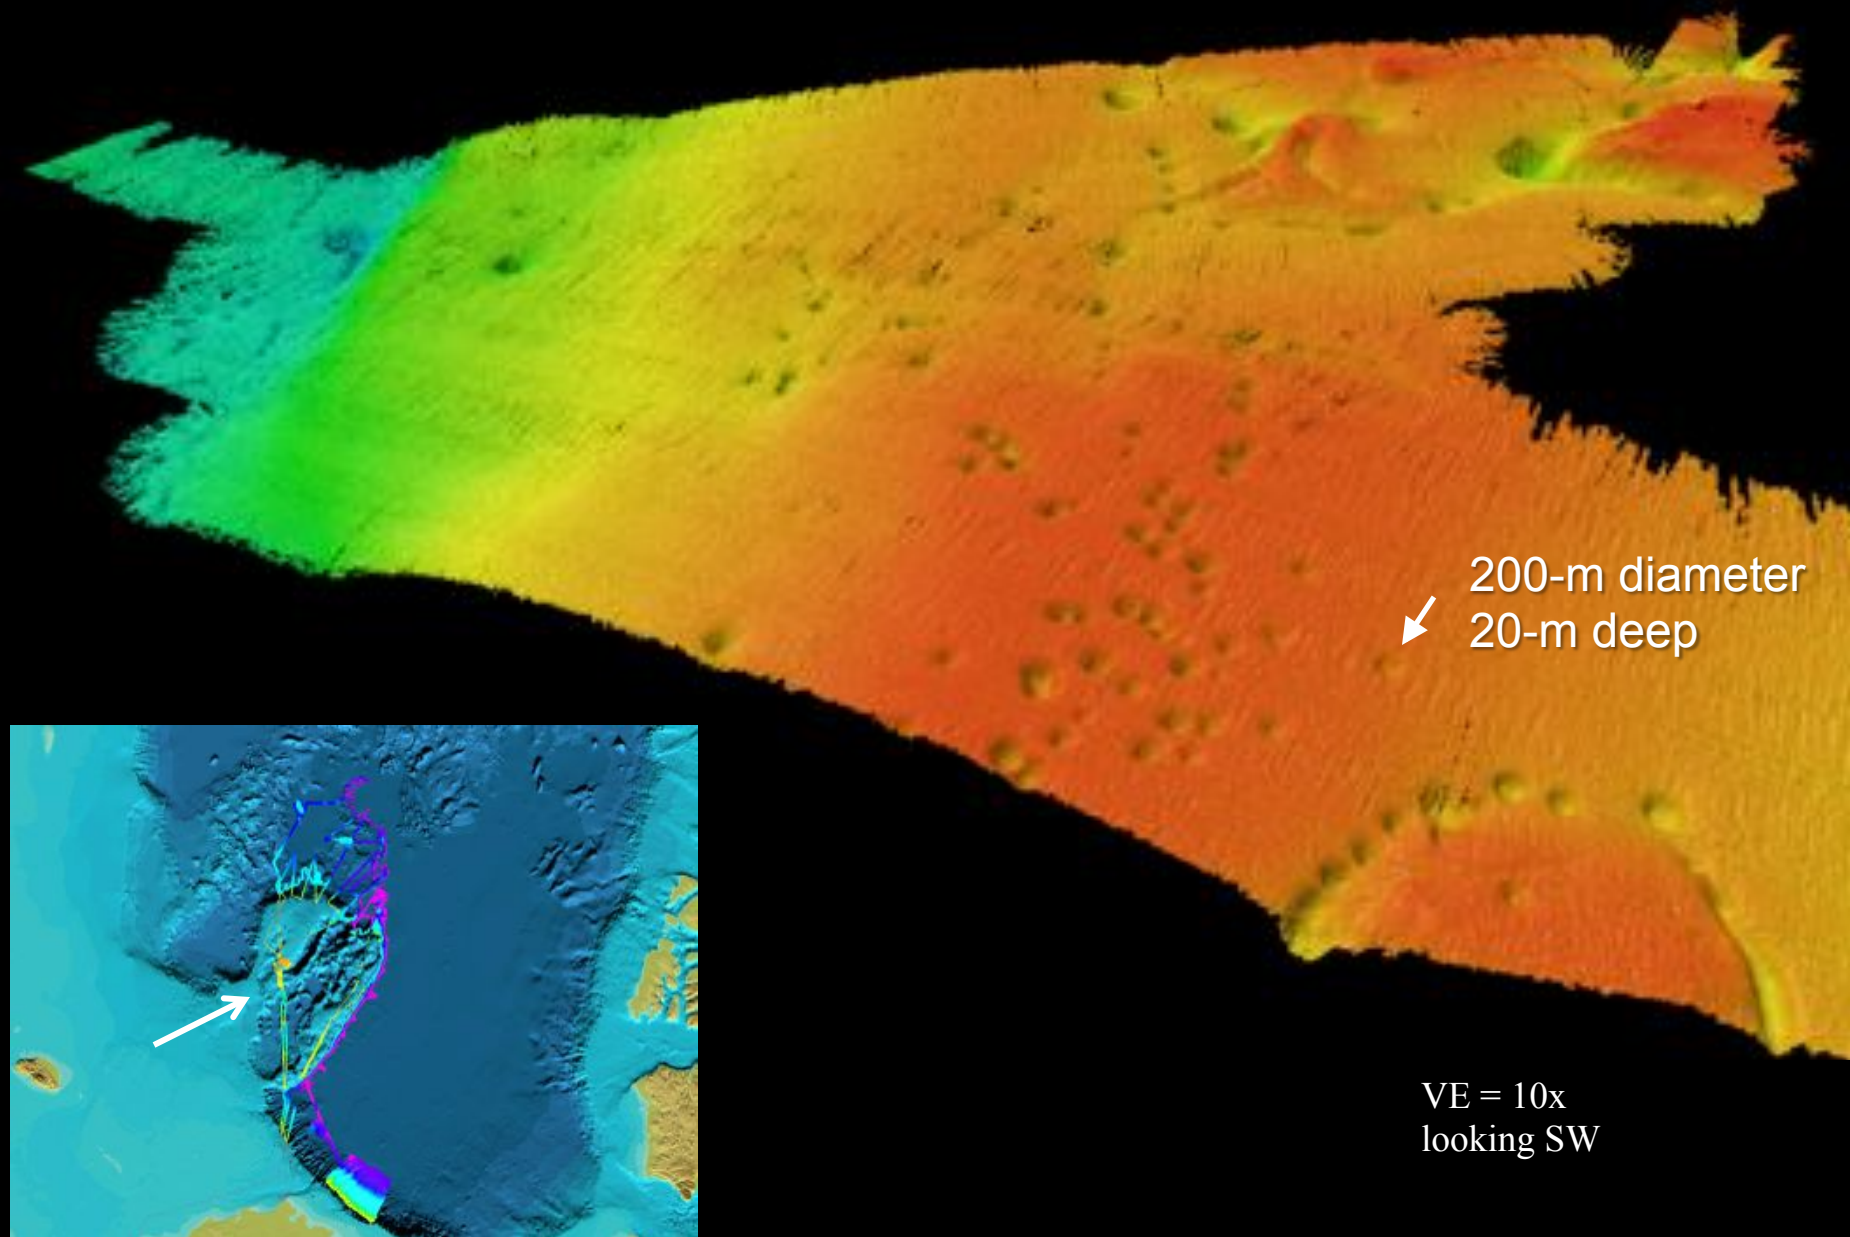 200-m diameter
20-m deep
VE = 10x
looking SW